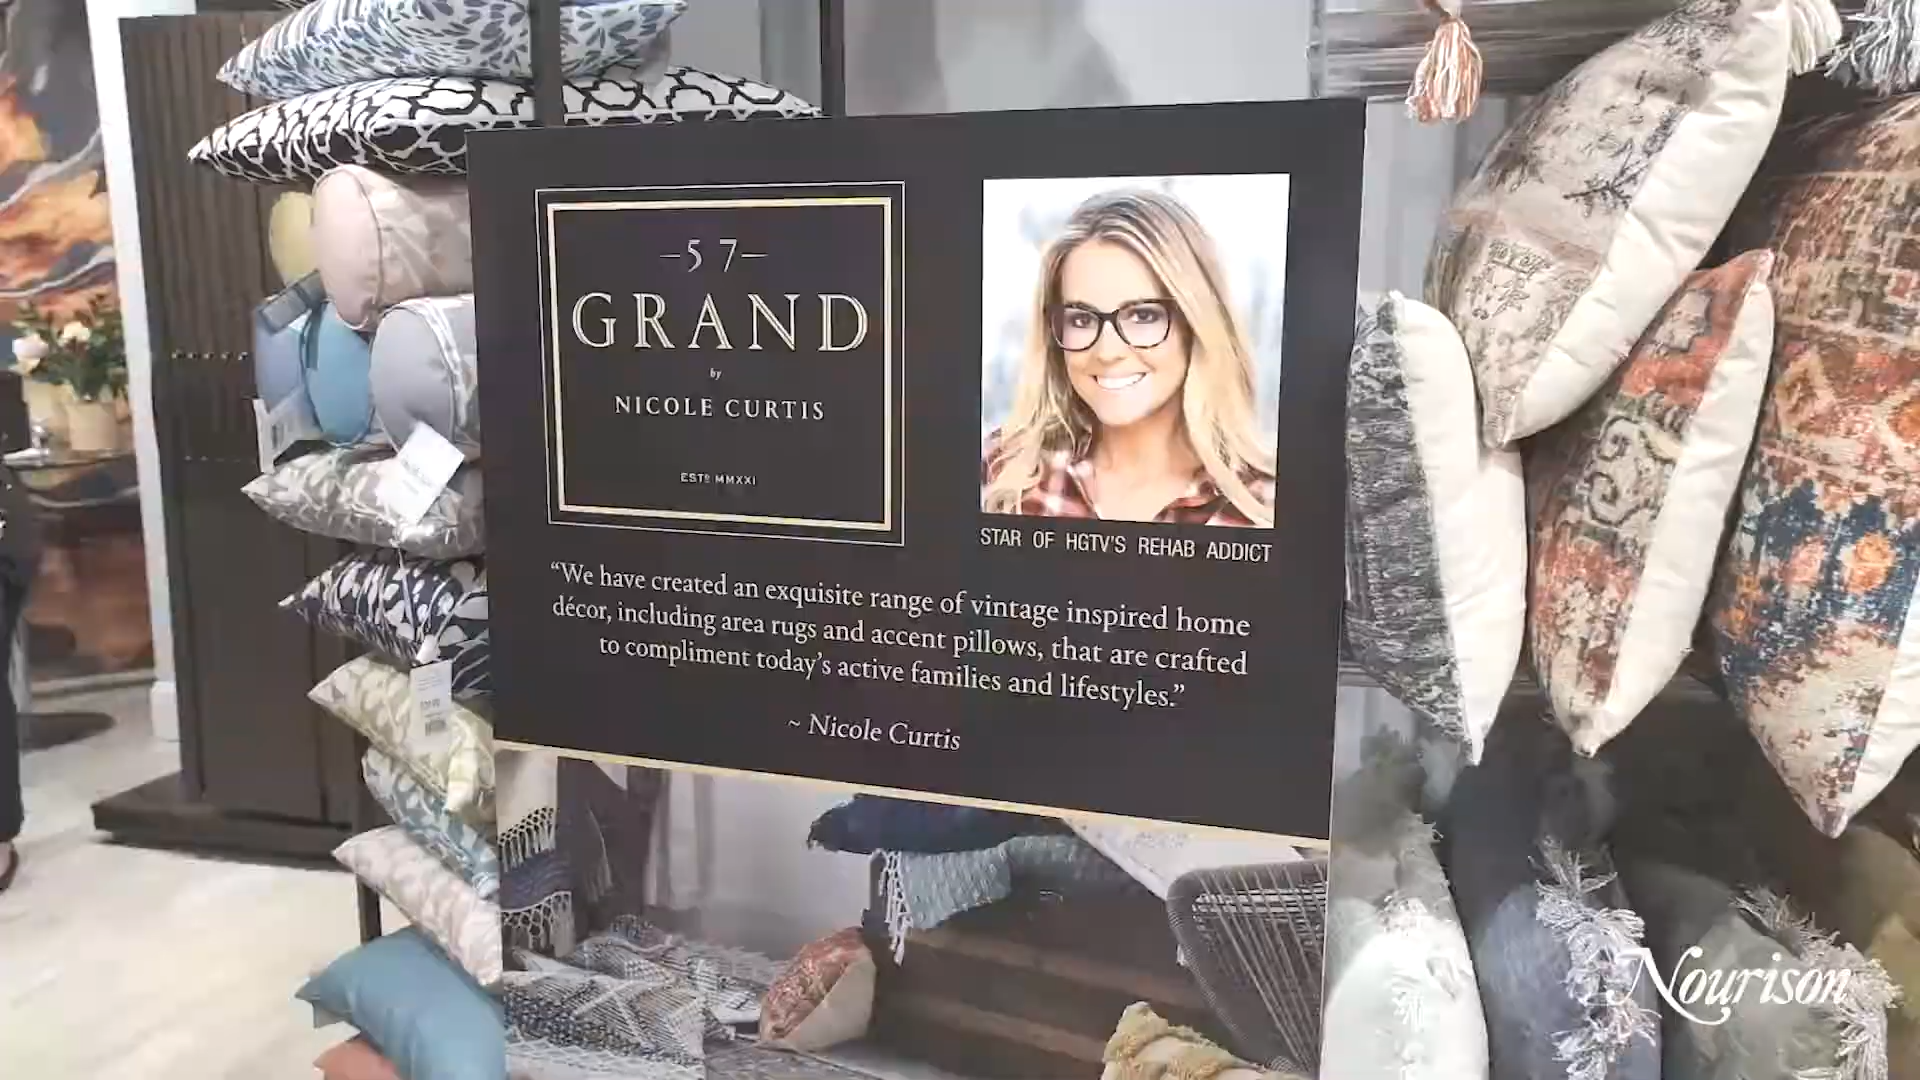 –5 7–
GRAND
by
NICOLE CURTIS
ESTD MMXXI
STAR OF HGTV'S REHAB ADDICT
“We have created an exquisite range of vintage inspired home
décor, including area rugs and accent pillows, that are crafted
to compliment today’s active families and lifestyles.”
~ Nicole Curtis
Nourison